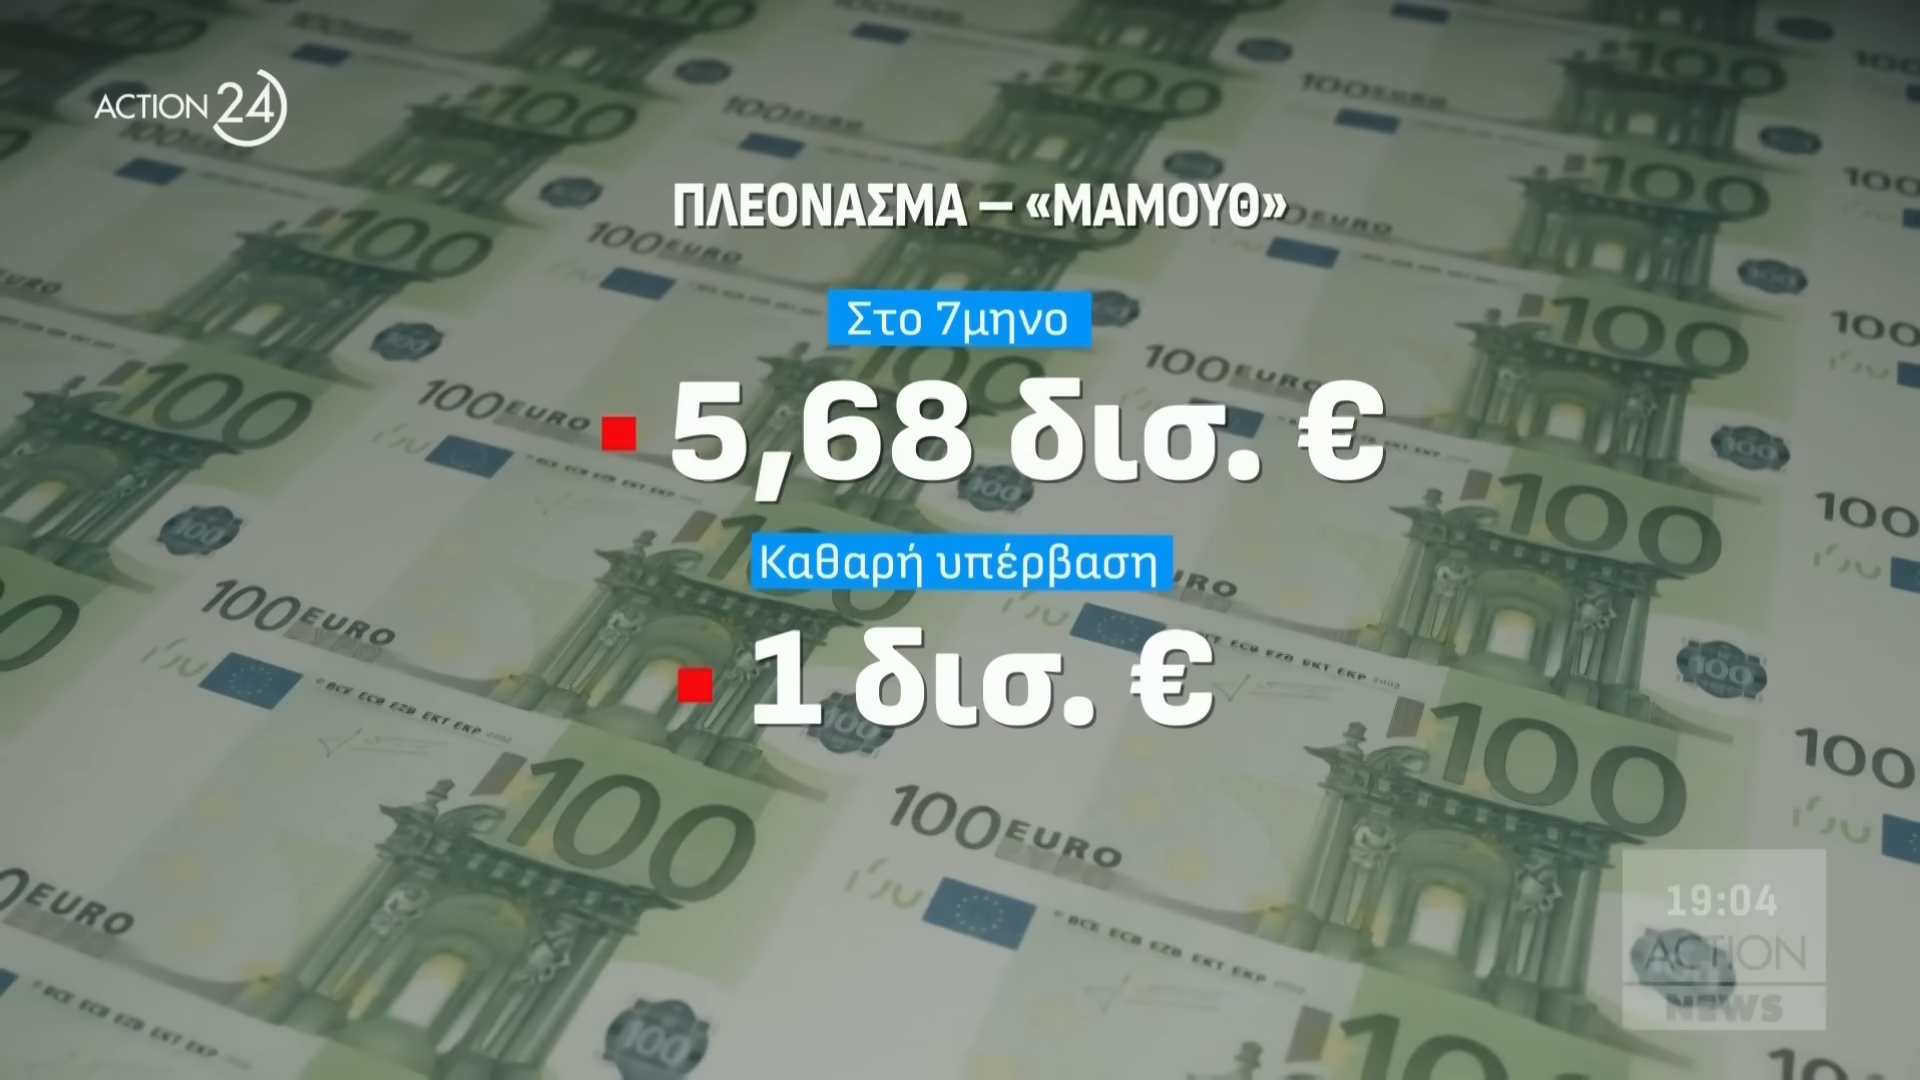 ACTION 24
ΠΛΕΟΝΑΣΜΑ – «ΜΑΜΟΥΘ»
Στο 7μηνο
5,68 δισ. €
Καθαρή υπέρβαση
1 δισ. €
19:04
ACTION
NEWS